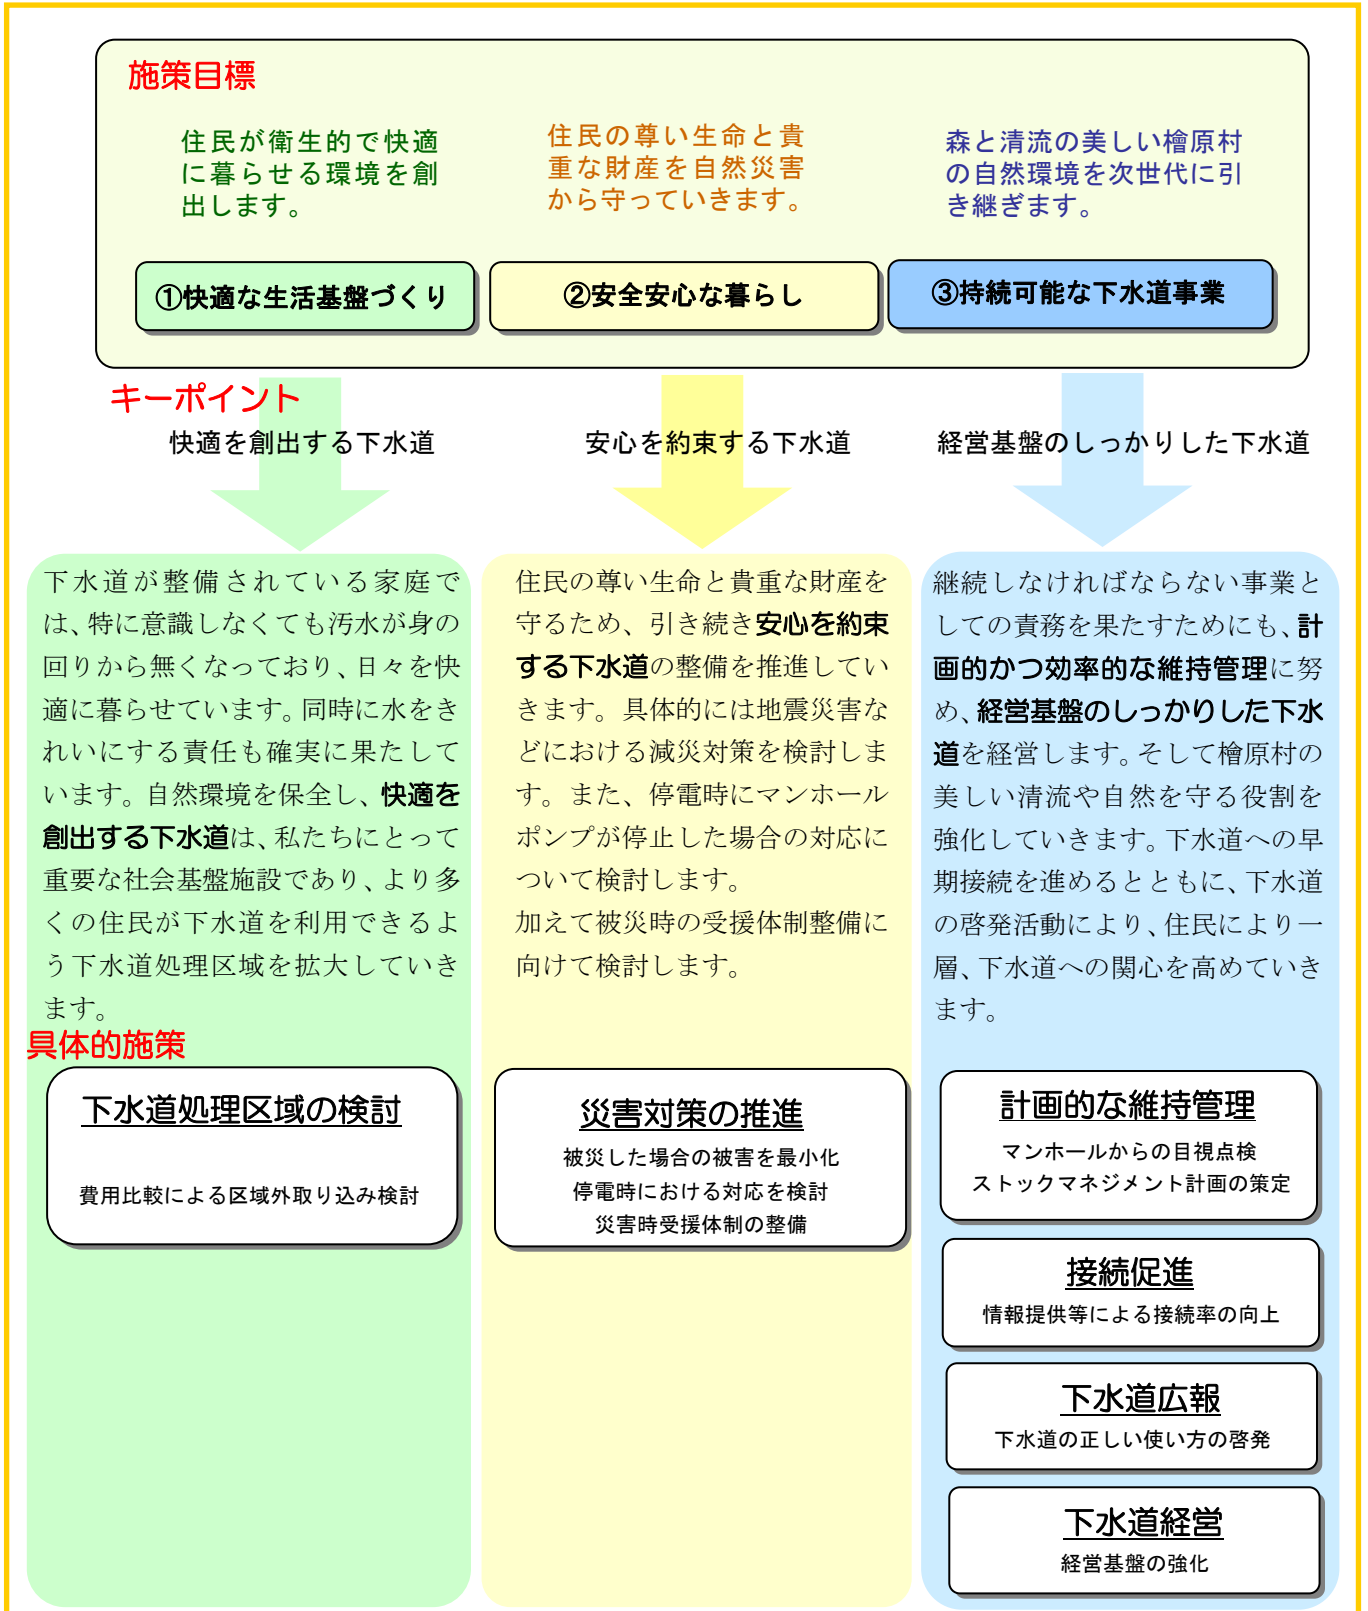 施策目標
住民が衛生的で快適
に暮らせる環境を創
出します。
住民の尊い生命と貴
重な財産を自然災害
から守っていきます。
森と清流の美しい檜原村
の自然環境を次世代に引
き継ぎます。
①快適な生活基盤づくり
②安全安心な暮らし
③持続可能な下水道事業
キーポイント
快適を創出する下水道
安心を約束する下水道
経営基盤のしっかりした下水道
下水道が整備されている家庭で
は、特に意識しなくても汚水が身の
回りから無くなっており、日々を快
適に暮らせています。同時に水をき
れいにする責任も確実に果たして
います。自然環境を保全し、快適を
創出する下水道は、私たちにとって
重要な社会基盤施設であり、より多
くの住民が下水道を利用できるよ
う下水道処理区域を拡大していき
ます。
住民の尊い生命と貴重な財産を
守るため、引き続き安心を約束
する下水道の整備を推進してい
きます。具体的には地震災害な
どにおける減災対策を検討しま
す。また、停電時にマンホール
ポンプが停止した場合の対応に
ついて検討します。
加えて被災時の受援体制整備に
向けて検討します。
継続しなければならない事業と
しての責務を果たすためにも、計
画的かつ効率的な維持管理に努
め、経営基盤のしっかりした下水
道を経営します。そして檜原村の
美しい清流や自然を守る役割を
強化していきます。下水道への早
期接続を進めるとともに、下水道
の啓発活動により、住民により一
層、下水道への関心を高めていき
ます。
具体的施策
下水道処理区域の検討
費用比較による区域外取り込み検討
災害対策の推進
被災した場合の被害を最小化
停電時における対応を検討
災害時受援体制の整備
計画的な維持管理
マンホールからの目視点検
ストックマネジメント計画の策定
接続促進
情報提供等による接続率の向上
下水道広報
下水道の正しい使い方の啓発
下水道経営
経営基盤の強化